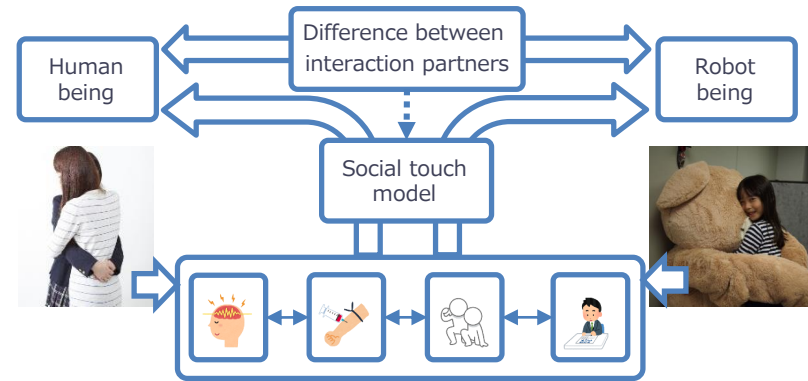 Difference between
interaction partners
Human
being
Robot
being
Social touch
model